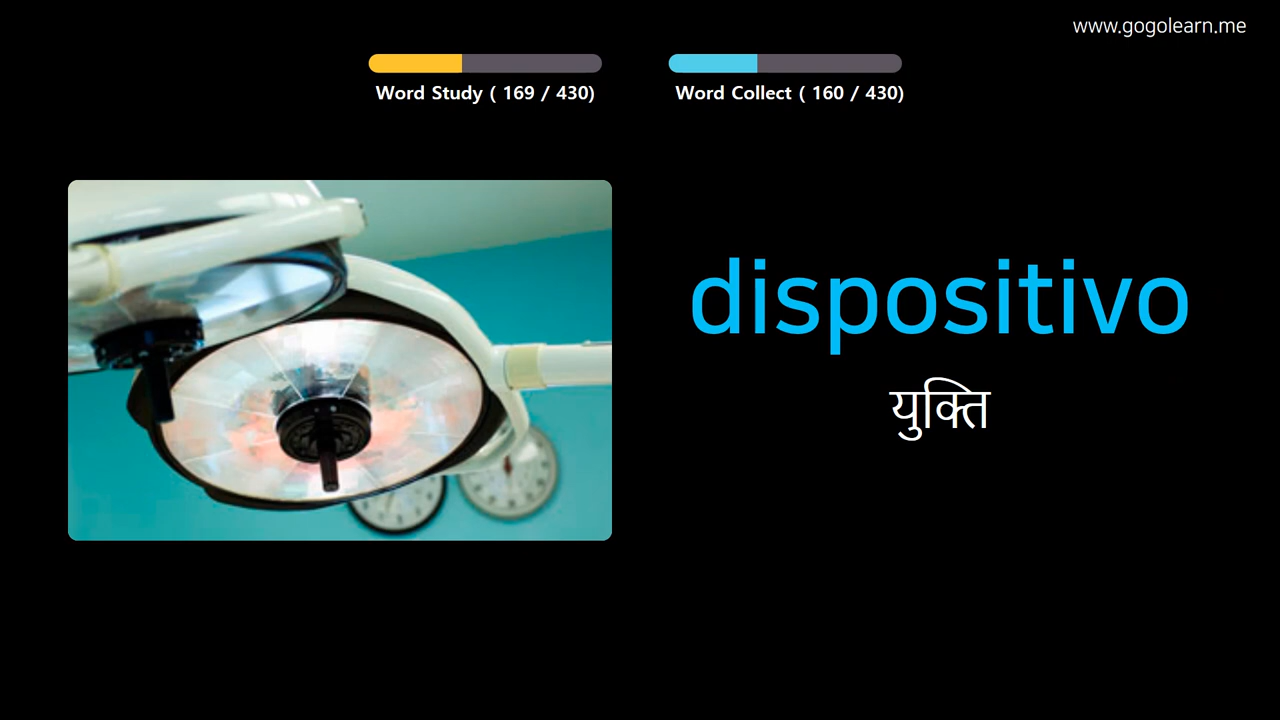 www.gogolearn.me
Word Study ( 169 / 430)
Word Collect ( 160 / 430)
dispositivo
युक्ति